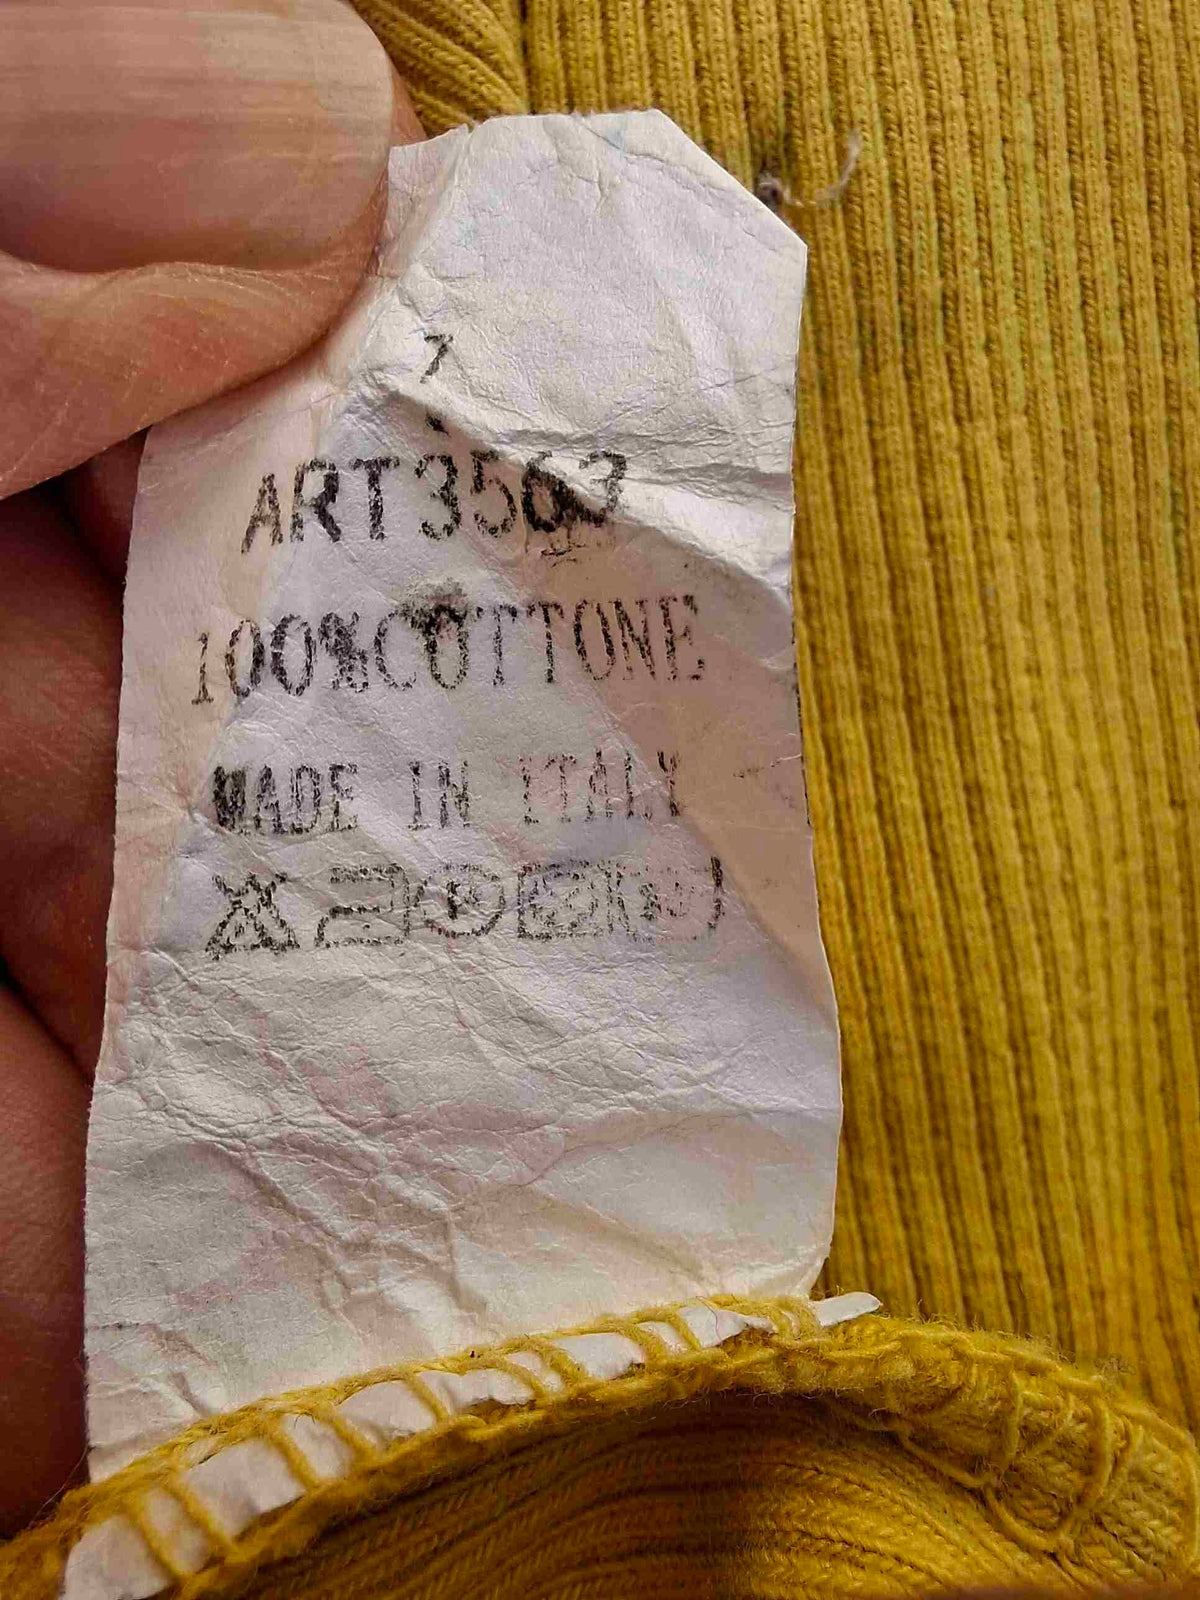 7
ART3563
100%COTTONE
MADE IN ITALY